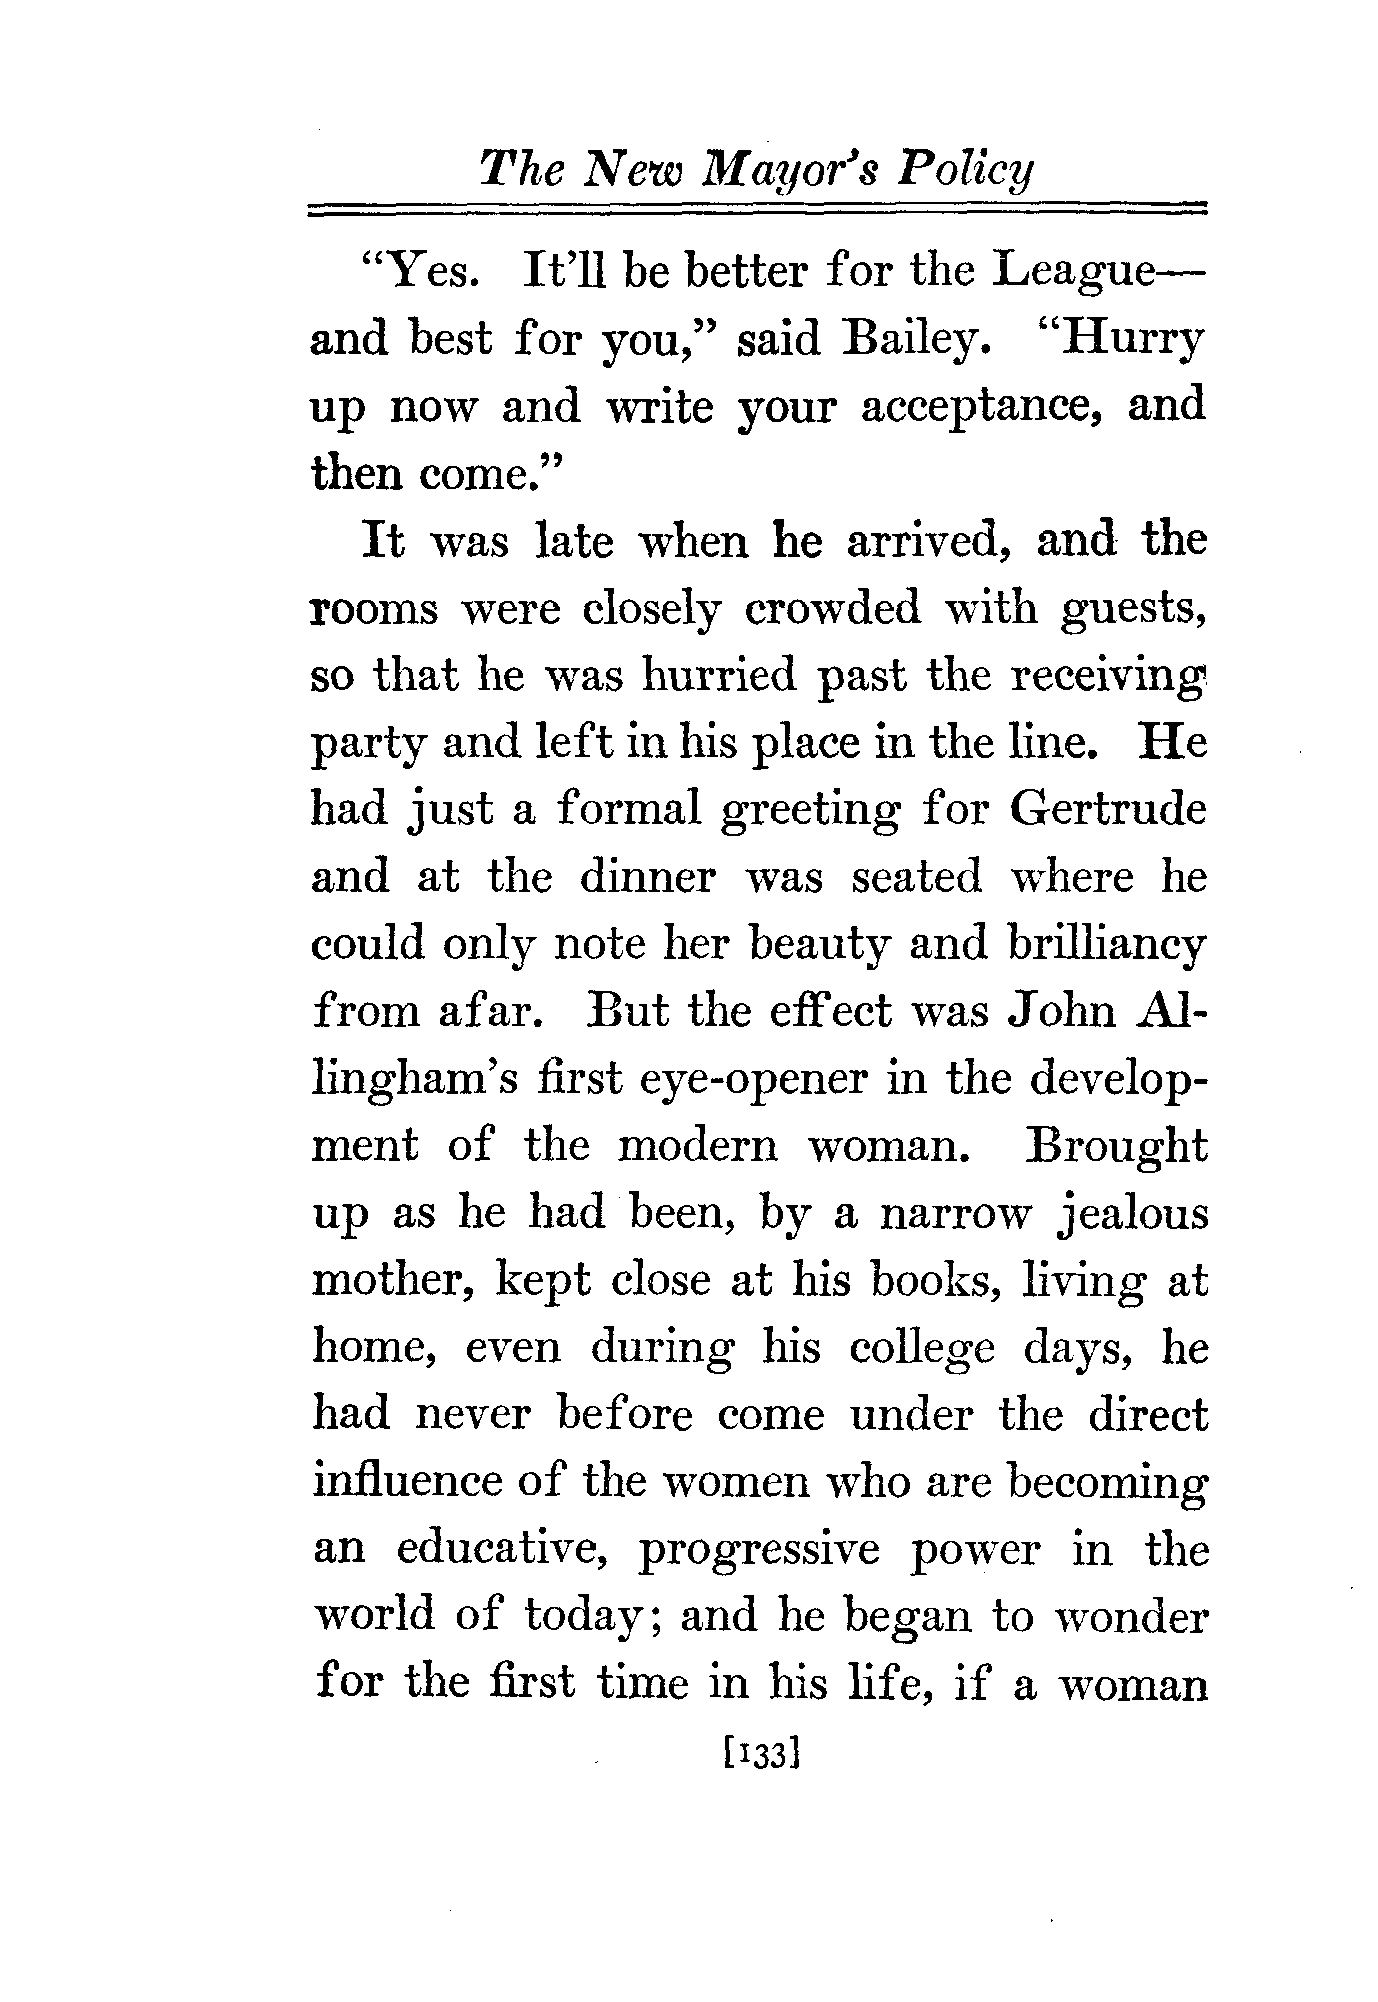 The New Mayor's Policy
“Yes. It’ll be better for the League—
and best for you,” said Bailey. “Hurry
up now and write your acceptance, and
then come.”
It was late when he arrived, and the
rooms were closely crowded with guests,
so that he was hurried past the receiving
party and left in his place in the line. He
had just a formal greeting for Gertrude
and at the dinner was seated where he
could only note her beauty and brilliancy
from afar. But the effect was John Al-
lingham’s first eye-opener in the develop-
ment of the modern woman. Brought
up as he had been, by a narrow jealous
mother, kept close at his books, living at
home, even during his college days, he
had never before come under the direct
influence of the women who are becoming
an educative, progressive power in the
world of today; and he began to wonder
for the first time in his life, if a woman
[133]